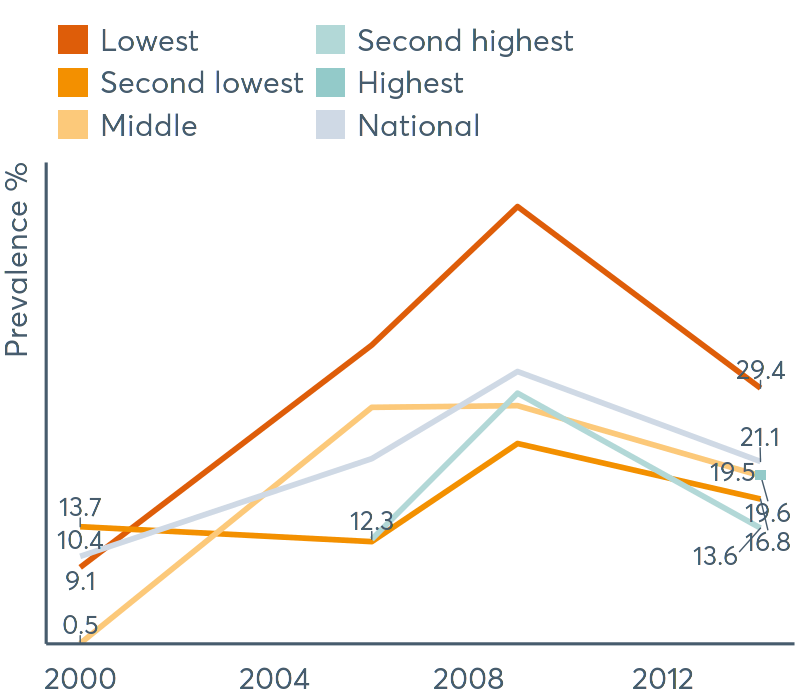 Lowest
Second highest
Second lowest
Highest
Middle
National
Prevalence %
29.4
21.1
19.5
13.7
19.6
12.3
10.4
16.8
13.6
9.1
0.5
2000 2004 2008 2012